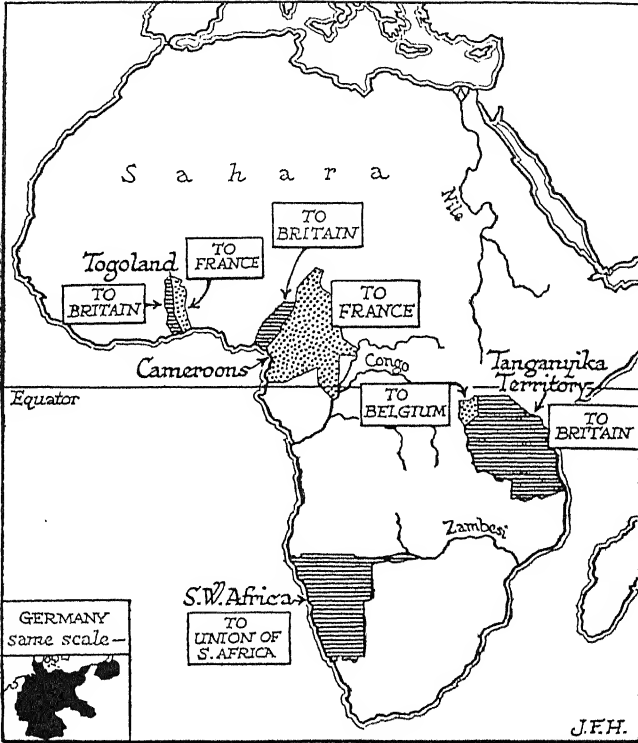 Sahara
Nile
TO
BRITAIN
TO
FRANCE
Togoland
TO
BRITAIN
TO
FRANCE
Cameroons
Congo
Tanganyika
Territory
Equator
TO
BELGIUM
TO
BRITAIN
Zambesi
S.W. Africa
TO
UNION OF
S. AFRICA
GERMANY
same scale—
J.F.H.